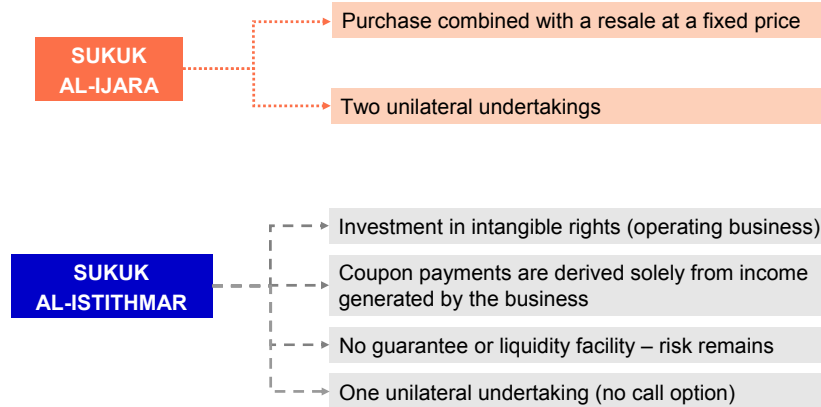 Purchase combined with a resale at a fixed price
SUKUK
AL-IJARA
Two unilateral undertakings
Investment in intangible rights (operating business)
SUKUK
AL-ISTITHMAR
Coupon payments are derived solely from income
generated by the business
No guarantee or liquidity facility – risk remains
One unilateral undertaking (no call option)